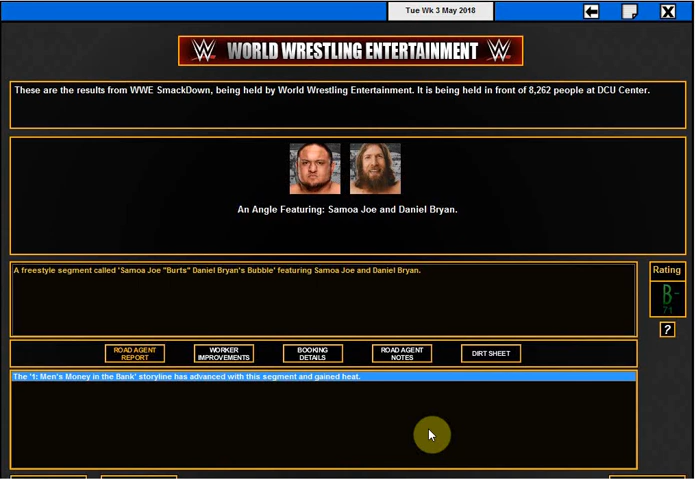 Tue Wk 3 May 2018
WORLD WRESTLING ENTERTAINMENT
These are the results from WWE SmackDown, being held by World Wrestling Entertainment. It is being held in front of 8,262 people at DCU Center.
An Angle Featuring: Samoa Joe and Daniel Bryan.
A freestyle segment called 'Samoa Joe "Burts" Daniel Bryan's Bubble' featuring Samoa Joe and Daniel Bryan.
Rating
B-
71
?
ROAD AGENT
REPORT
WORKER
IMPROVEMENTS
BOOKING
DETAILS
ROAD AGENT
NOTES
DIRT SHEET
The '1: Men's Money in the Bank' storyline has advanced with this segment and gained heat.